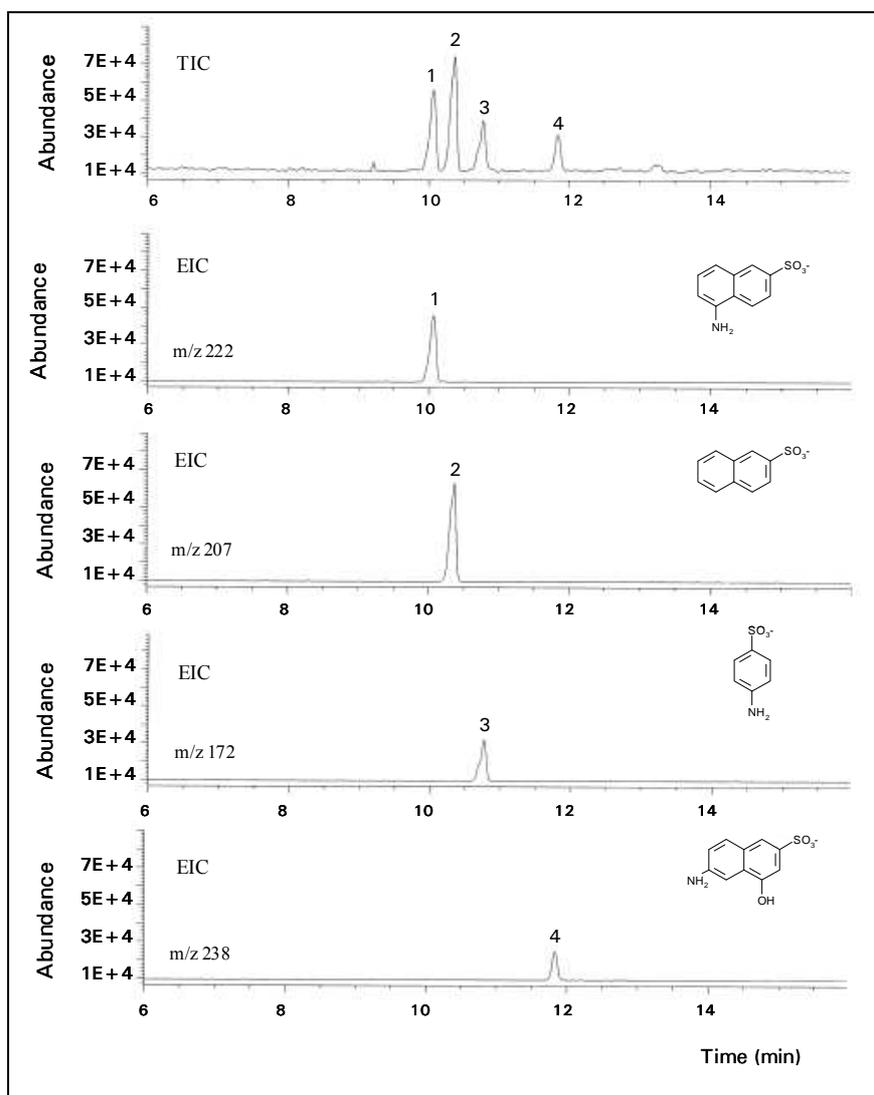 Abundance
7E+4
5E+4
3E+4
1E+4
TIC
1
2
3
4
6 8 10 12 14
Abundance
7E+4
5E+4
3E+4
1E+4
EIC
m/z 222
1
SO3-
NH2
6 8 10 12 14
Abundance
7E+4
5E+4
3E+4
1E+4
EIC
m/z 207
2
SO3-
6 8 10 12 14
Abundance
7E+4
5E+4
3E+4
1E+4
EIC
m/z 172
3
SO3-
NH2
6 8 10 12 14
Abundance
7E+4
5E+4
3E+4
1E+4
EIC
m/z 238
4
SO3-
NH2
OH
6 8 10 12 14
Time (min)